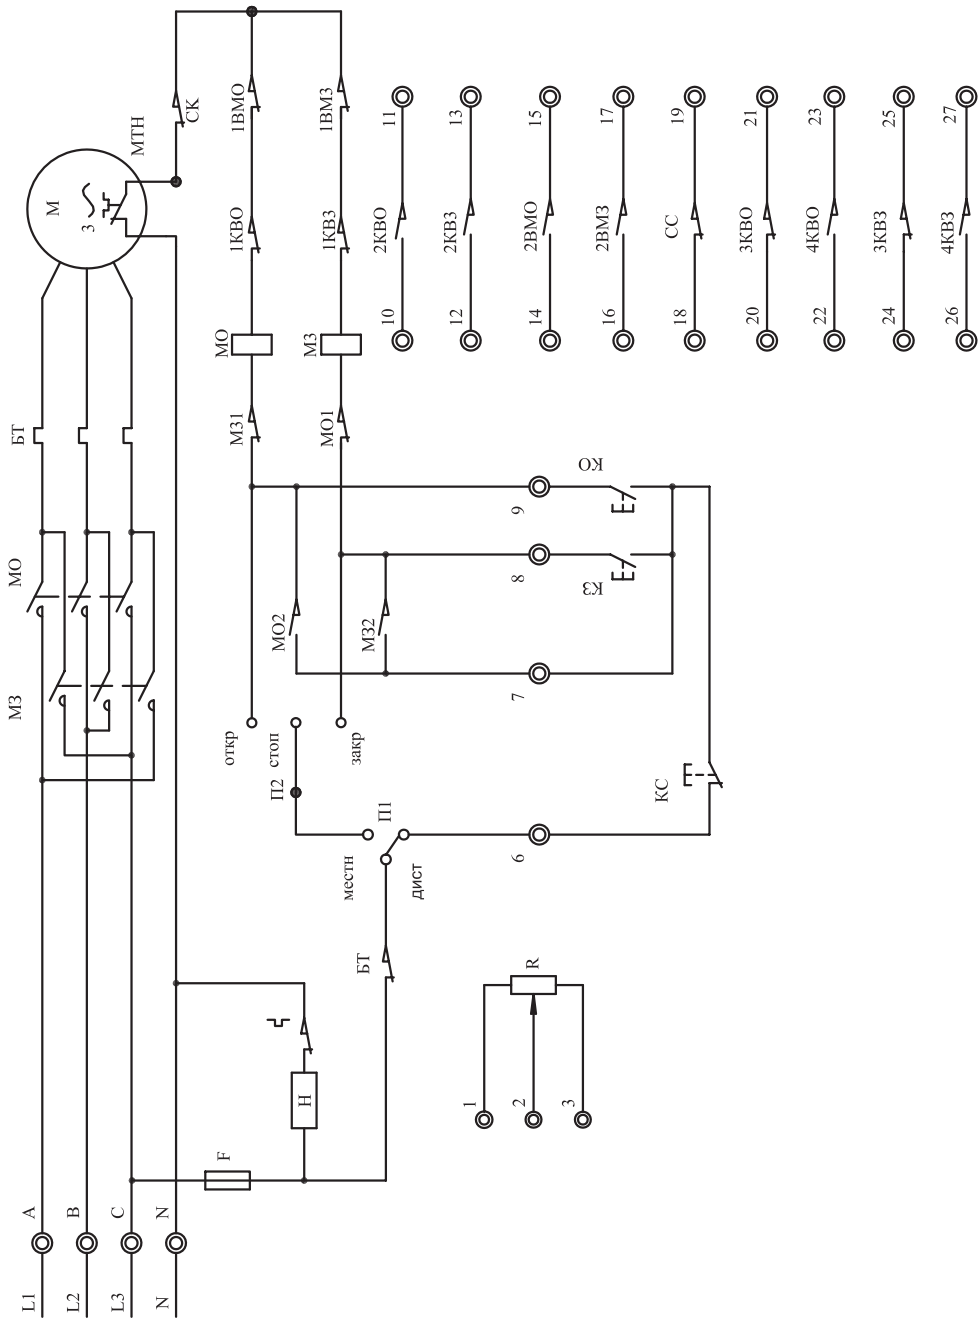 L1
L2
L3
N
A
B
C
N
F
H
МЗ
МО
БТ
М
3
МТН
СК
БТ
местн
дист
П1
П2
откр
стоп
закр
МО2
МЗ2
МЗ1
МО1
МО
МЗ
1КВО
1КВЗ
1ВМО
1ВМЗ
6
7
8
9
КС
КЗ
КО
1
2
3
R
10
2КВО
11
12
2КВЗ
13
14
2ВМО
15
16
2ВМЗ
17
18
СС
19
20
3КВО
21
22
4КВО
23
24
3КВЗ
25
26
4КВЗ
27